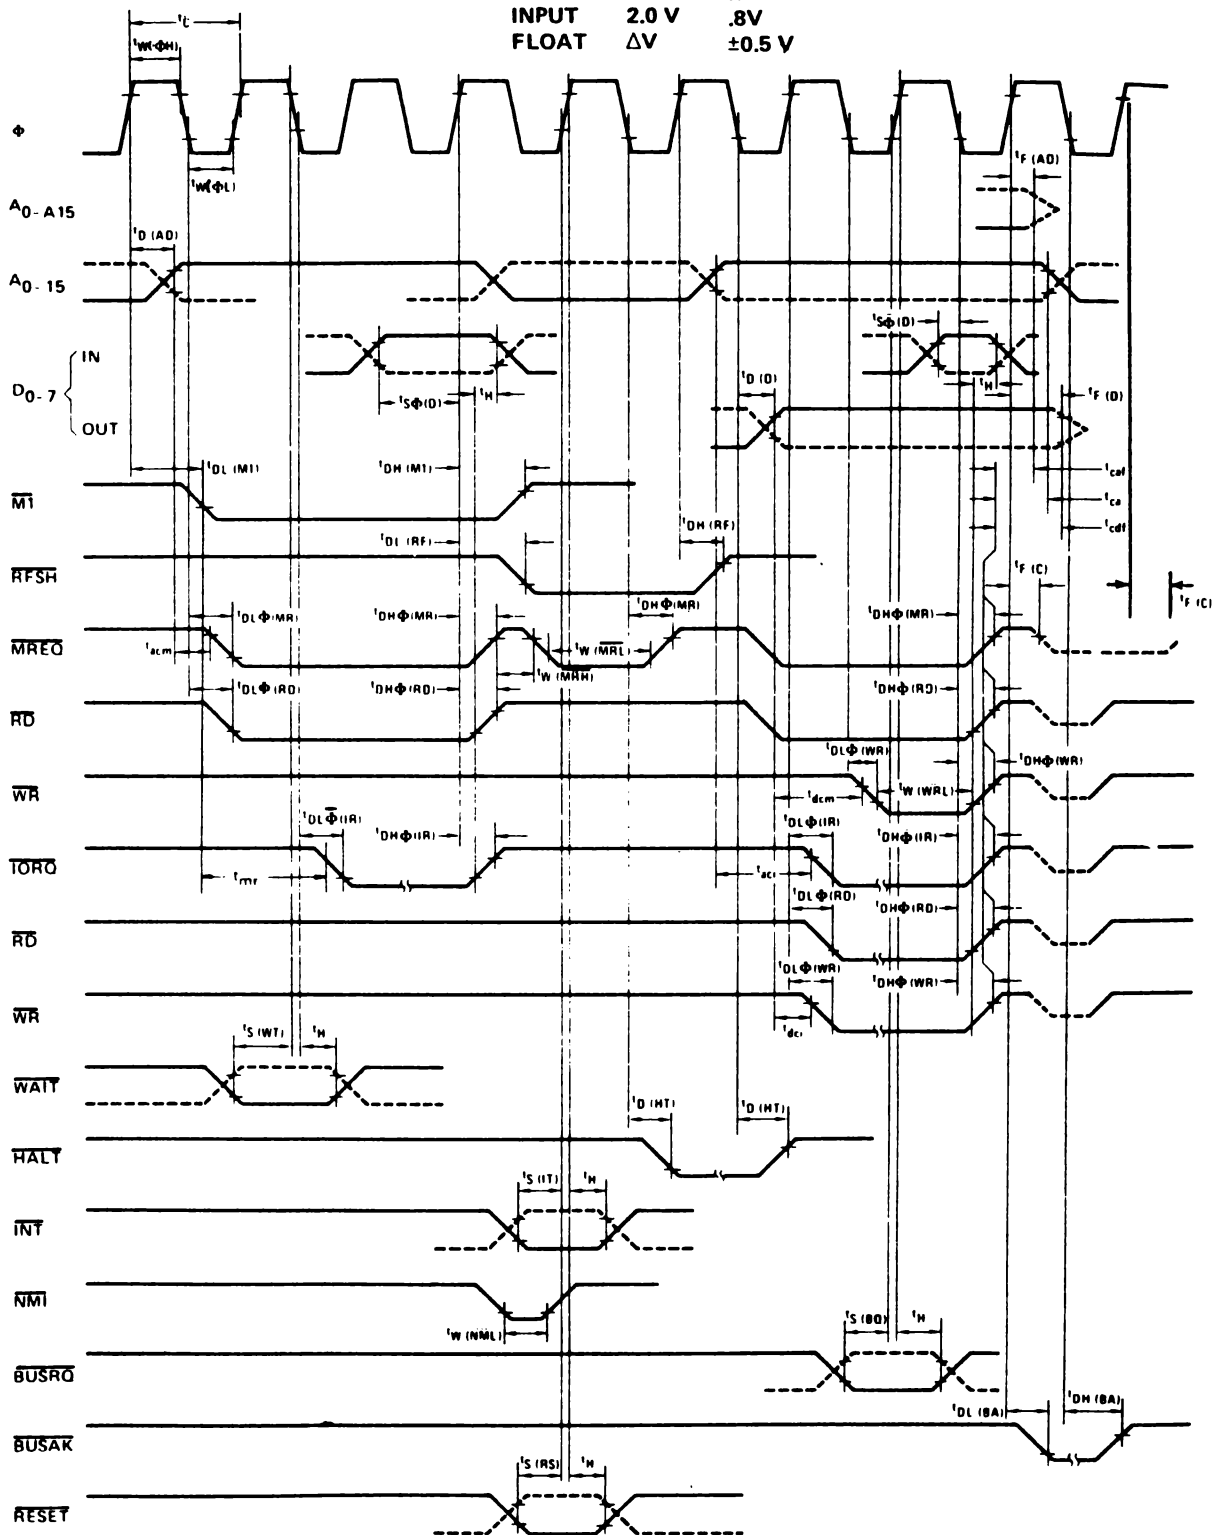 INPUT 2.0 V .8V
FLOAT ΔV ±0.5 V
tc
tW(ΦH)
Φ
tW(ΦL)
tF (AD)
A0-A15
tD (AD)
A0-15
tSΦ(D)
IN
D0-7
tSΦ(D) tH tH
tD (D) tF (D)
OUT
tDL (M1) tDH (M1) tcaf
M1
tca
tDL (RF) tDH (RF) tcdf
RFSH
tF (C)
tF (C)
tDLΦ(MR) tDHΦ(MR) tDHΦ(MR) tDHΦ(MR)
MREQ
tacm tW (MRL)
tW (MRH)
tDLΦ(RD) tDHΦ(RD) tDHΦ(RD)
RD
tDLΦ(WR) tDHΦ(WR)
WR
tdcm tW (WRL)
tDLΦ(IR) tDHΦ(IR) tDLΦ(IR) tDHΦ(IR)
IORQ
tmr taci
tDLΦ(RD) tDHΦ(RD)
RD
tDLΦ(WR) tDHΦ(WR)
WR
tdci
tS (WT) tH
WAIT
tD (HT) tD (HT)
HALT
tS (IT) tH
INT
NMI
tW (NML)
tS (BQ) tH
BUSRQ
tDL (BA) tDH (BA)
BUSAK
tS (RS) tH
RESET